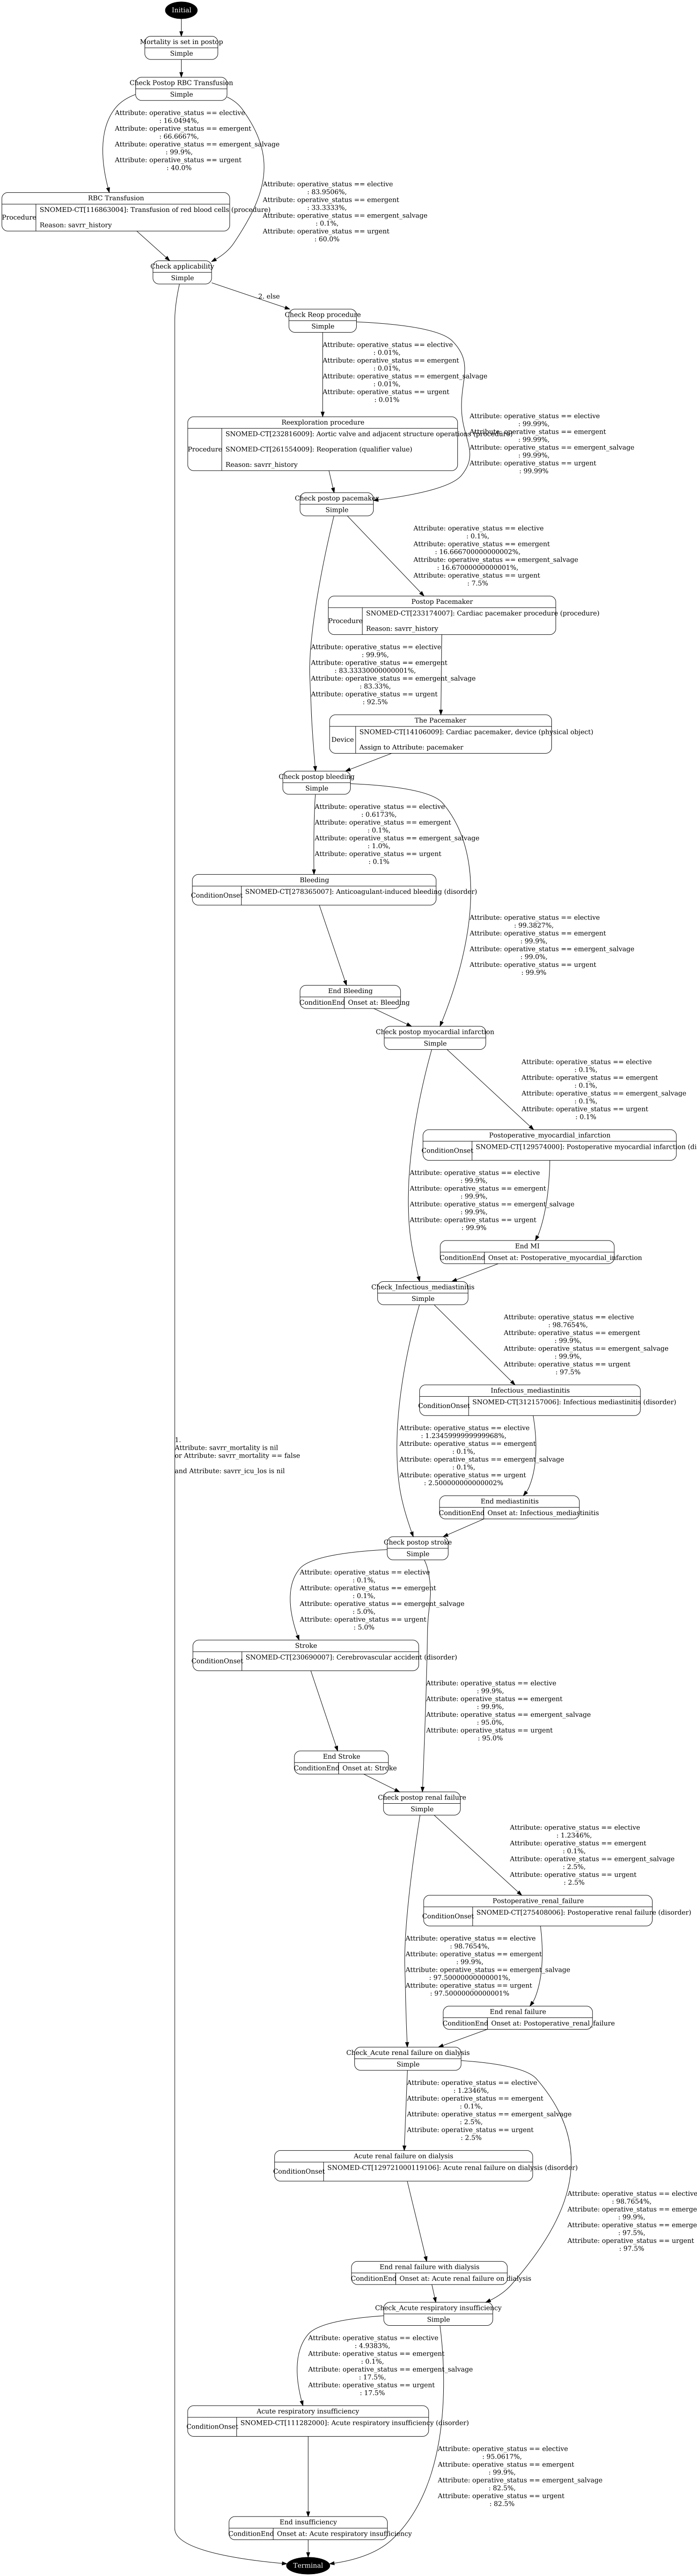 Initial
Mortality is set in postop
Simple
Check Postop RBC Transfusion
Simple
Attribute: operative_status == elective
: 16.0494%,
Attribute: operative_status == emergent
: 66.6667%,
Attribute: operative_status == emergent_salvage
: 99.9%,
Attribute: operative_status == urgent
: 40.0%
Attribute: operative_status == elective
: 83.9506%,
Attribute: operative_status == emergent
: 33.3333%,
Attribute: operative_status == emergent_salvage
: 0.1%,
Attribute: operative_status == urgent
: 60.0%
RBC Transfusion
Procedure
SNOMED-CT[116863004]: Transfusion of red blood cells (procedure)
Reason: savrr_history
Check applicability
Simple
2. else
Check Reop procedure
Simple
Attribute: operative_status == elective
: 0.01%,
Attribute: operative_status == emergent
: 0.01%,
Attribute: operative_status == emergent_salvage
: 0.01%,
Attribute: operative_status == urgent
: 0.01%
Attribute: operative_status == elective
: 99.99%,
Attribute: operative_status == emergent
: 99.99%,
Attribute: operative_status == emergent_salvage
: 99.99%,
Attribute: operative_status == urgent
: 99.99%
Reexploration procedure
Procedure
SNOMED-CT[232816009]: Aortic valve and adjacent structure operations (procedure)
SNOMED-CT[261554009]: Reoperation (qualifier value)
Reason: savrr_history
Check postop pacemaker
Simple
Attribute: operative_status == elective
: 0.1%,
Attribute: operative_status == emergent
: 16.666700000000002%,
Attribute: operative_status == emergent_salvage
: 16.67000000000001%,
Attribute: operative_status == urgent
: 7.5%
Postop Pacemaker
Procedure
SNOMED-CT[233174007]: Cardiac pacemaker procedure (procedure)
Reason: savrr_history
Attribute: operative_status == elective
: 99.9%,
Attribute: operative_status == emergent
: 83.33330000000001%,
Attribute: operative_status == emergent_salvage
: 83.33%,
Attribute: operative_status == urgent
: 92.5%
The Pacemaker
Device
SNOMED-CT[14106009]: Cardiac pacemaker, device (physical object)
Assign to Attribute: pacemaker
Check postop bleeding
Simple
Attribute: operative_status == elective
: 0.6173%,
Attribute: operative_status == emergent
: 0.1%,
Attribute: operative_status == emergent_salvage
: 1.0%,
Attribute: operative_status == urgent
: 0.1%
Bleeding
ConditionOnset
SNOMED-CT[278365007]: Anticoagulant-induced bleeding (disorder)
Attribute: operative_status == elective
: 99.3827%,
Attribute: operative_status == emergent
: 99.9%,
Attribute: operative_status == emergent_salvage
: 99.0%,
Attribute: operative_status == urgent
: 99.9%
End Bleeding
ConditionEnd
Onset at: Bleeding
Check postop myocardial infarction
Simple
Attribute: operative_status == elective
: 0.1%,
Attribute: operative_status == emergent
: 0.1%,
Attribute: operative_status == emergent_salvage
: 0.1%,
Attribute: operative_status == urgent
: 0.1%
Postoperative_myocardial_infarction
ConditionOnset
SNOMED-CT[129574000]: Postoperative myocardial infarction (di
Attribute: operative_status == elective
: 99.9%,
Attribute: operative_status == emergent
: 99.9%,
Attribute: operative_status == emergent_salvage
: 99.9%,
Attribute: operative_status == urgent
: 99.9%
End MI
ConditionEnd
Onset at: Postoperative_myocardial_infarction
Check_Infectious_mediastinitis
Simple
Attribute: operative_status == elective
: 98.7654%,
Attribute: operative_status == emergent
: 99.9%,
Attribute: operative_status == emergent_salvage
: 99.9%,
Attribute: operative_status == urgent
: 97.5%
Infectious_mediastinitis
ConditionOnset
SNOMED-CT[312157006]: Infectious mediastinitis (disorder)
Attribute: operative_status == elective
: 1.2345999999999968%,
Attribute: operative_status == emergent
: 0.1%,
Attribute: operative_status == emergent_salvage
: 0.1%,
Attribute: operative_status == urgent
: 2.500000000000002%
1.
Attribute: savrr_mortality is nil
or Attribute: savrr_mortality == false
and Attribute: savrr_icu_los is nil
End mediastinitis
ConditionEnd
Onset at: Infectious_mediastinitis
Check postop stroke
Simple
Attribute: operative_status == elective
: 0.1%,
Attribute: operative_status == emergent
: 0.1%,
Attribute: operative_status == emergent_salvage
: 5.0%,
Attribute: operative_status == urgent
: 5.0%
Stroke
ConditionOnset
SNOMED-CT[230690007]: Cerebrovascular accident (disorder)
Attribute: operative_status == elective
: 99.9%,
Attribute: operative_status == emergent
: 99.9%,
Attribute: operative_status == emergent_salvage
: 95.0%,
Attribute: operative_status == urgent
: 95.0%
End Stroke
ConditionEnd
Onset at: Stroke
Check postop renal failure
Simple
Attribute: operative_status == elective
: 1.2346%,
Attribute: operative_status == emergent
: 0.1%,
Attribute: operative_status == emergent_salvage
: 2.5%,
Attribute: operative_status == urgent
: 2.5%
Postoperative_renal_failure
ConditionOnset
SNOMED-CT[275408006]: Postoperative renal failure (disorder)
Attribute: operative_status == elective
: 98.7654%,
Attribute: operative_status == emergent
: 99.9%,
Attribute: operative_status == emergent_salvage
: 97.50000000000001%,
Attribute: operative_status == urgent
: 97.50000000000001%
End renal failure
ConditionEnd
Onset at: Postoperative_renal_failure
Check_Acute renal failure on dialysis
Simple
Attribute: operative_status == elective
: 1.2346%,
Attribute: operative_status == emergent
: 0.1%,
Attribute: operative_status == emergent_salvage
: 2.5%,
Attribute: operative_status == urgent
: 2.5%
Acute renal failure on dialysis
ConditionOnset
SNOMED-CT[129721000119106]: Acute renal failure on dialysis (disorder)
Attribute: operative_status == elective
: 98.7654%,
Attribute: operative_status == emerge
: 99.9%,
Attribute: operative_status == emerge
: 97.5%,
Attribute: operative_status == urgent
: 97.5%
End renal failure with dialysis
ConditionEnd
Onset at: Acute renal failure on dialysis
Check_Acute respiratory insufficiency
Simple
Attribute: operative_status == elective
: 4.9383%,
Attribute: operative_status == emergent
: 0.1%,
Attribute: operative_status == emergent_salvage
: 17.5%,
Attribute: operative_status == urgent
: 17.5%
Acute respiratory insufficiency
ConditionOnset
SNOMED-CT[111282000]: Acute respiratory insufficiency (disorder)
Attribute: operative_status == elective
: 95.0617%,
Attribute: operative_status == emergent
: 99.9%,
Attribute: operative_status == emergent_salvage
: 82.5%,
Attribute: operative_status == urgent
: 82.5%
End insufficiency
ConditionEnd
Onset at: Acute respiratory insufficiency
Terminal